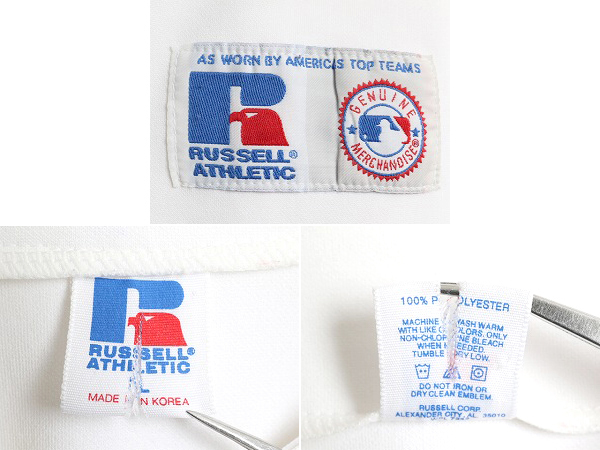 AS WORN BY AMERICA'S TOP TEAMS
RUSSELL®
ATHLETIC
GENUINE
MERCHANDISE®
RUSSELL®
ATHLETIC
L
MADE IN KOREA
100% POLYESTER
MACHINE WASH WARM
WITH LIKE COLORS. ONLY
NON-CHLORINE BLEACH
WHEN NEEDED.
TUMBLE DRY LOW.
DO NOT IRON OR
DRY CLEAN EMBLEM.
RUSSELL CORP.
ALEXANDER CITY, AL. 35010